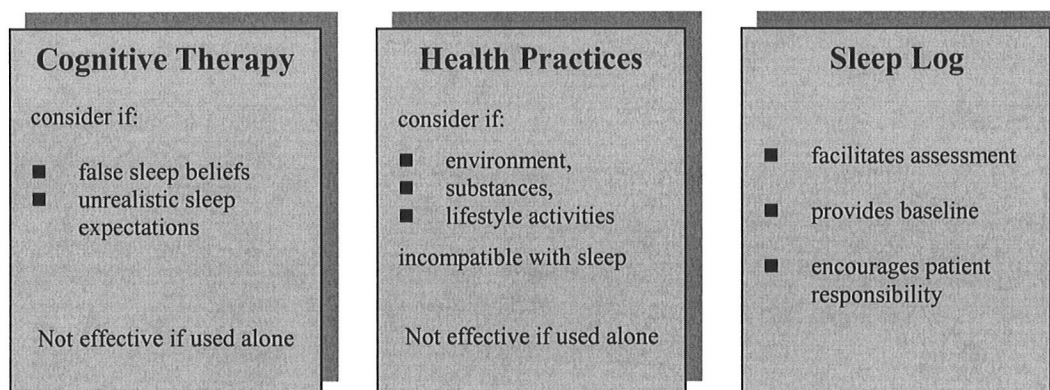 Cognitive Therapy
consider if:
■ false sleep beliefs
■ unrealistic sleep
expectations
Not effective if used alone
Health Practices
consider if:
■ environment,
■ substances,
■ lifestyle activities
incompatible with sleep
Not effective if used alone
Sleep Log
■ facilitates assessment
■ provides baseline
■ encourages patient
responsibility